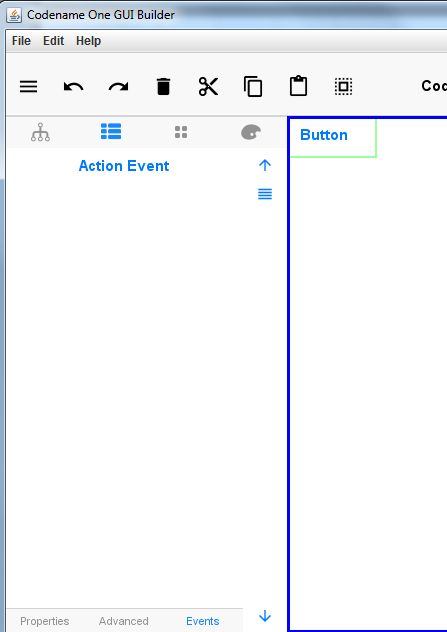 Codename One GUI Builder
File Edit Help
Button
Action Event
Properties Advanced Events